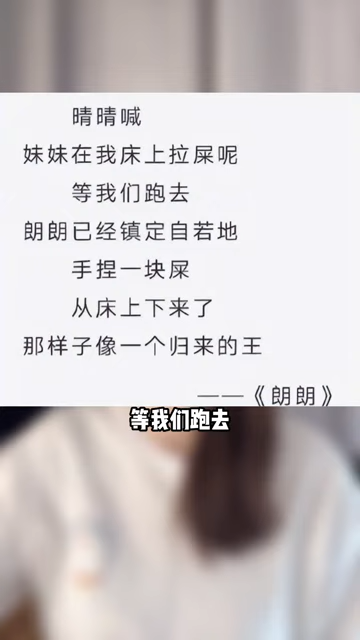 晴晴喊
妹妹在我床上拉屎呢
等我们跑去
朗朗已经镇定自若地
手捏一块屎
从床上下来了
那样子像一个归来的王
——《朗朗》
等我们跑去